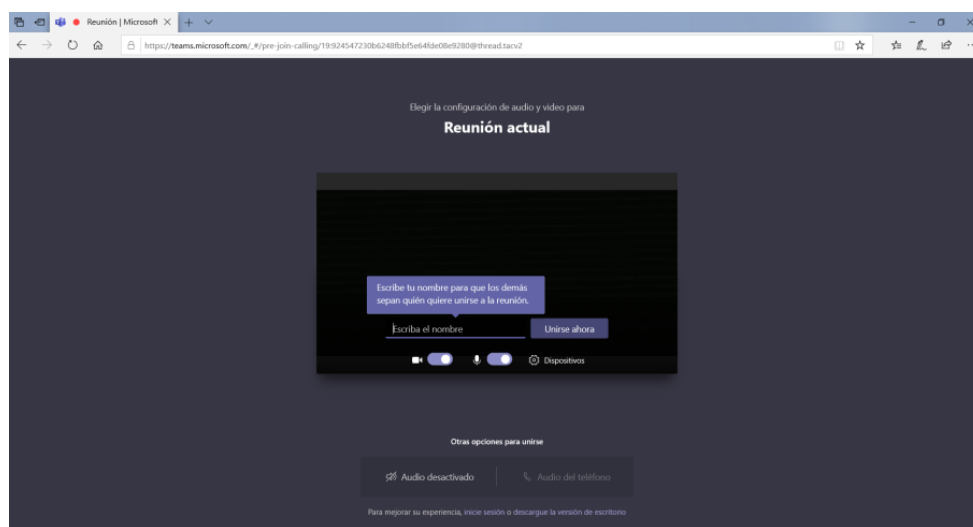 Reunión | Microsoft
https://teams.microsoft.com/_#/pre-join-calling/19:924547230b6248fbbf5e64fde08e9280@thread.tacv2
Elegir la configuración de audio y video para
Reunión actual
Escribe tu nombre para que los demás
sepan quién quiere unirse a la reunión.
Escriba el nombre
Unirse ahora
Dispositivos
Otras opciones para unirse
Audio desactivado
Audio del teléfono
Para mejorar su experiencia, inicie sesión o descargue la versión de escritorio